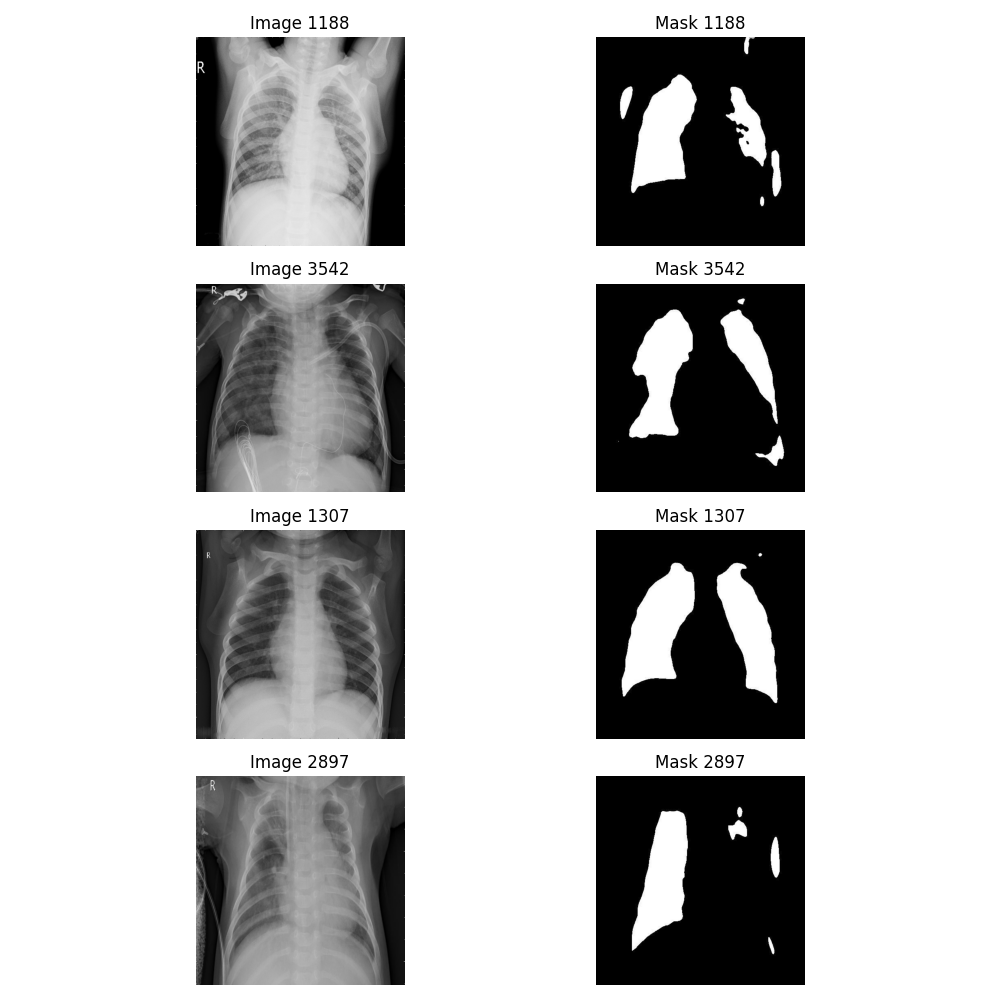 Image 1188
Mask 1188
R
Image 3542
Mask 3542
R
Image 1307
Mask 1307
R
Image 2897
Mask 2897
R